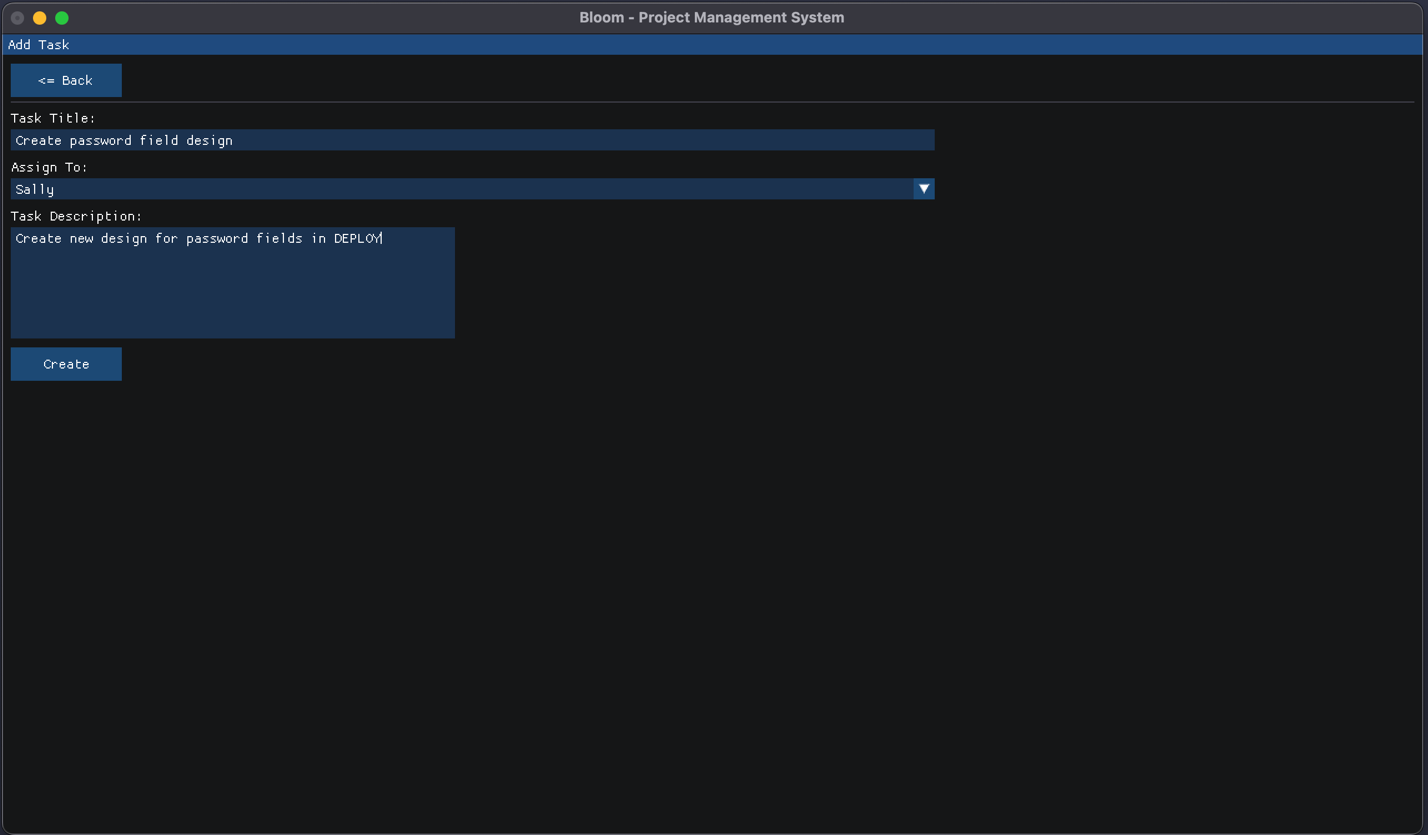 Bloom - Project Management System
Add Task
<= Back
Task Title:
Create password field design
Assign To:
Sally
Task Description:
Create new design for password fields in DEPLOY
Create